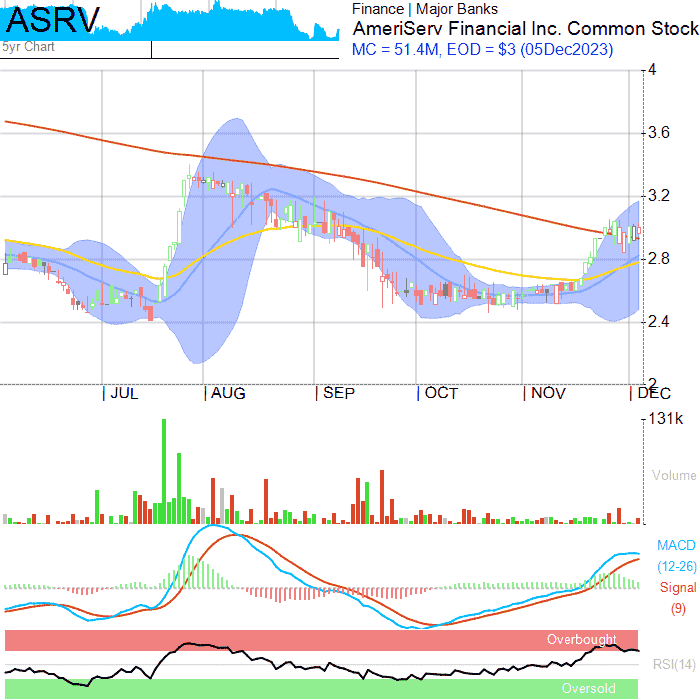 ASRV
5yr Chart
Finance | Major Banks
AmeriServ Financial Inc. Common Stock
MC = 51.4M, EOD = $3 (05Dec2023)
4
3.6
3.2
2.8
2.4
2
JUL AUG SEP OCT NOV DEC
131k
Volume
MACD
(12-26)
Signal
(9)
Overbought
RSI(14)
Oversold